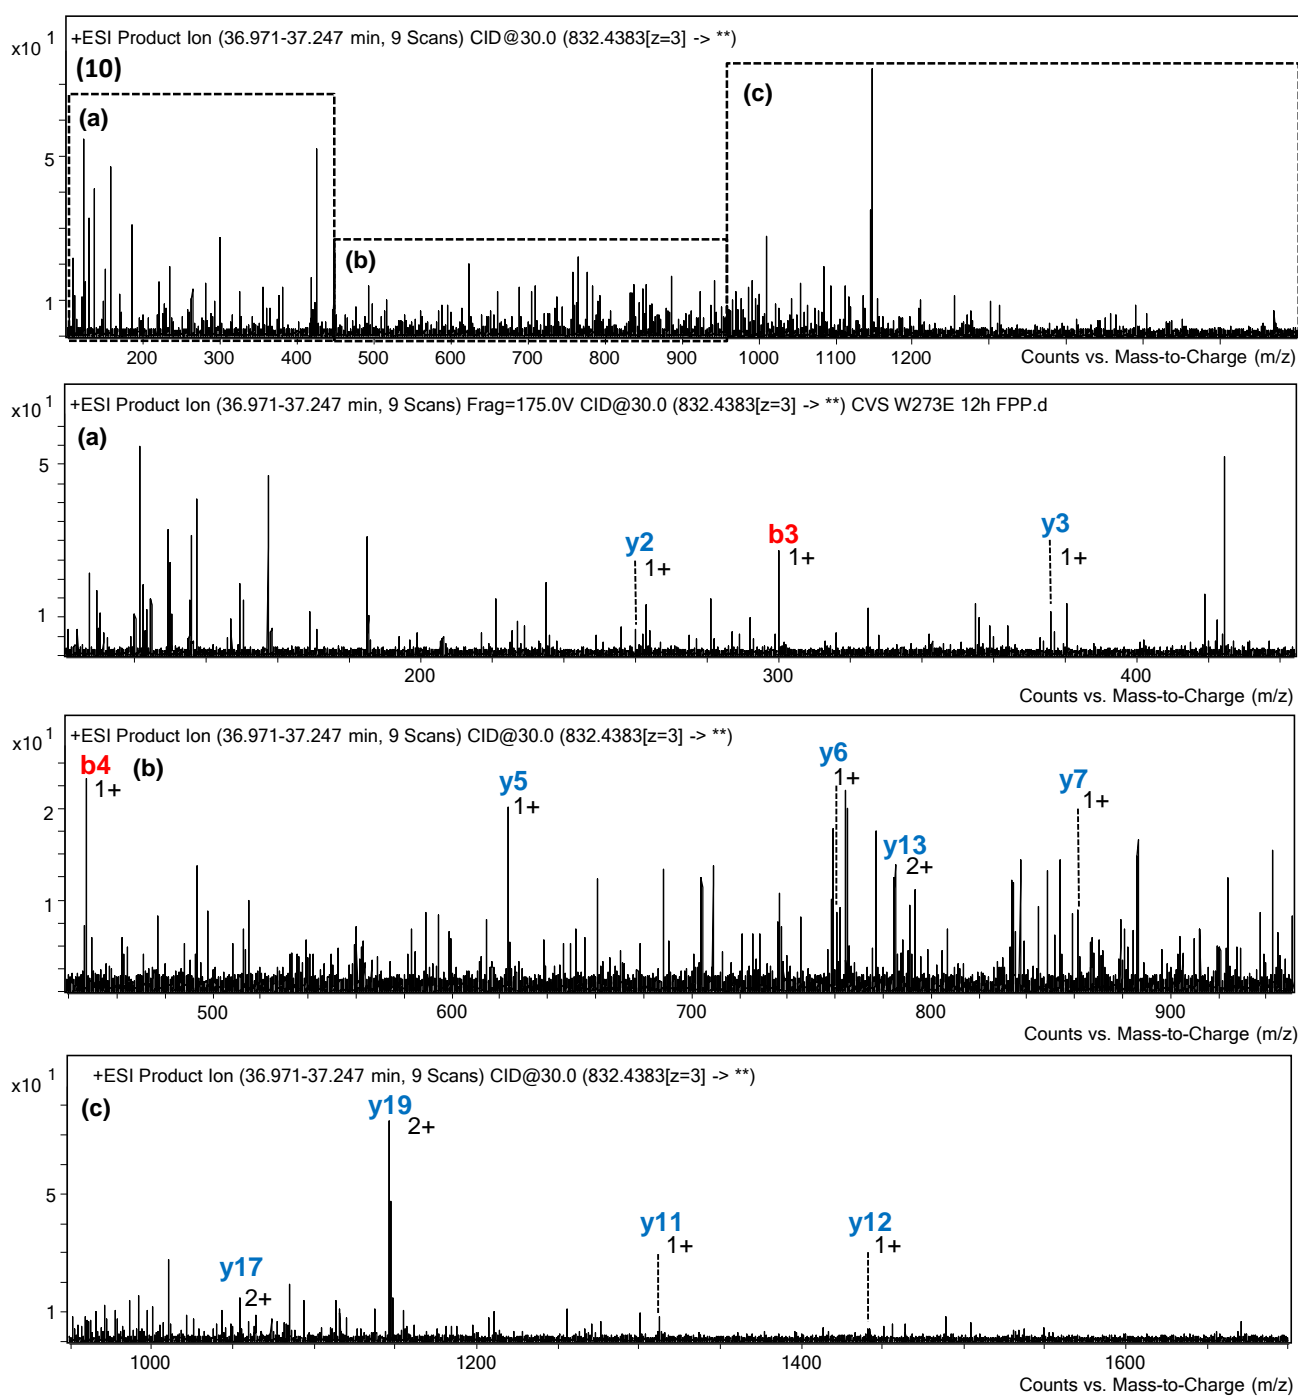 +ESI Product Ion (36.971-37.247 min, 9 Scans) CID@30.0 (832.4383[z=3] -> **)
x10 1
(10)
(a)
(c)
5
(b)
1
200 300 400 500 600 700 800 900 1000 1100 1200
Counts vs. Mass-to-Charge (m/z)
+ESI Product Ion (36.971-37.247 min, 9 Scans) Frag=175.0V CID@30.0 (832.4383[z=3] -> **) CVS W273E 12h FPP.d
x10 1
(a)
5
y2 1+
b3 1+
y3 1+
1
200 300 400
Counts vs. Mass-to-Charge (m/z)
+ESI Product Ion (36.971-37.247 min, 9 Scans) CID@30.0 (832.4383[z=3] -> **)
x10 1
b4 1+
(b)
y5 1+
y6 1+
y7 1+
2
y13 2+
1
500 600 700 800 900
Counts vs. Mass-to-Charge (m/z)
+ESI Product Ion (36.971-37.247 min, 9 Scans) CID@30.0 (832.4383[z=3] -> **)
x10 1
(c)
y19 2+
5
y11 1+
y12 1+
y17 2+
1
1000 1200 1400 1600
Counts vs. Mass-to-Charge (m/z)